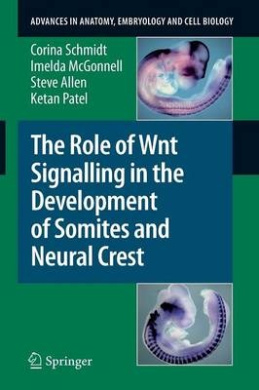 ADVANCES IN ANATOMY, EMBRYOLOGY AND CELL BIOLOGY
Corina Schmidt
Imelda McGonnell
Steve Allen
Ketan Patel
The Role of Wnt
Signalling in the
Development
of Somites and
Neural Crest
Springer